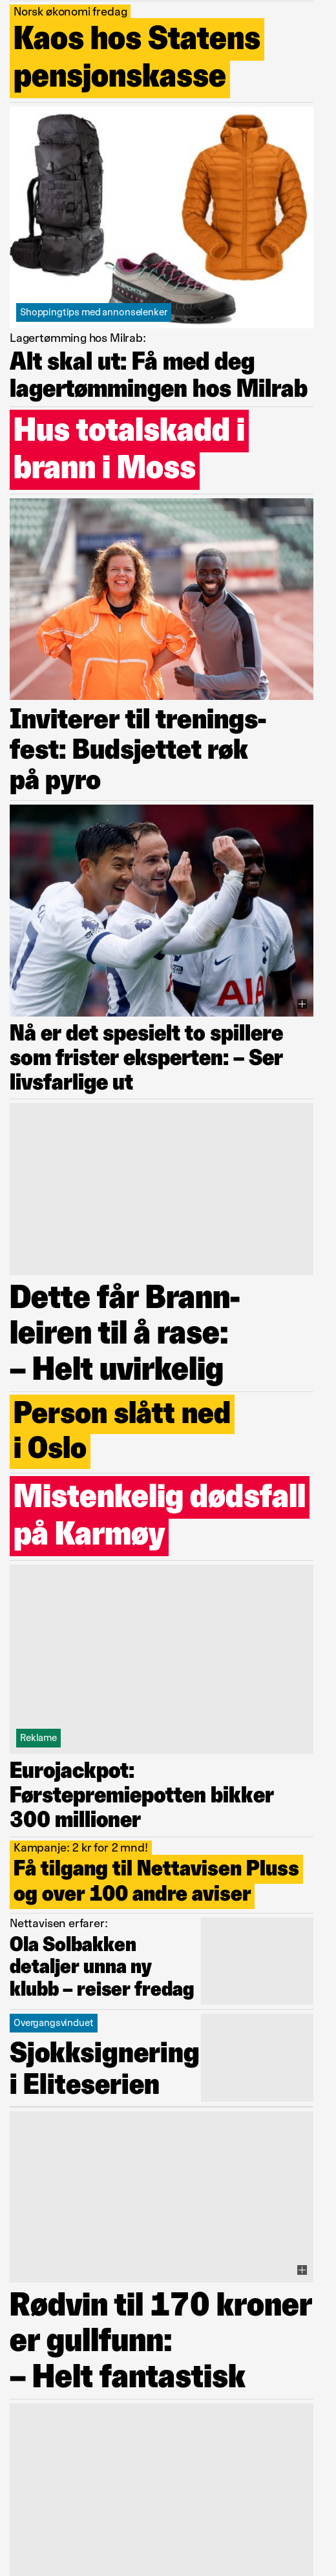 Norsk økonomi fredag
Kaos hos Statens
pensjonskasse
Shoppingtips med annonselenker
Lagertømming hos Milrab:
Alt skal ut: Få med deg
lagertømmingen hos Milrab
Hus totalskadd i
brann i Moss
Inviterer til trenings-
fest: Budsjettet røk
på pyro
AIA
Nå er det spesielt to spillere
som frister eksperten: – Ser
livsfarlige ut
Dette får Brann-
leiren til å rase:
– Helt uvirkelig
Person slått ned
i Oslo
Mistenkelig dødsfall
på Karmøy
Reklame
Eurojackpot:
Førstepremiepotten bikker
300 millioner
Kampanje: 2 kr for 2 mnd!
Få tilgang til Nettavisen Pluss
og over 100 andre aviser
Nettavisen erfarer:
Ola Solbakken
detaljer unna ny
klubb – reiser fredag
Overgangsvinduet
Sjokksignering
i Eliteserien
Rødvin til 170 kroner
er gullfunn:
– Helt fantastisk